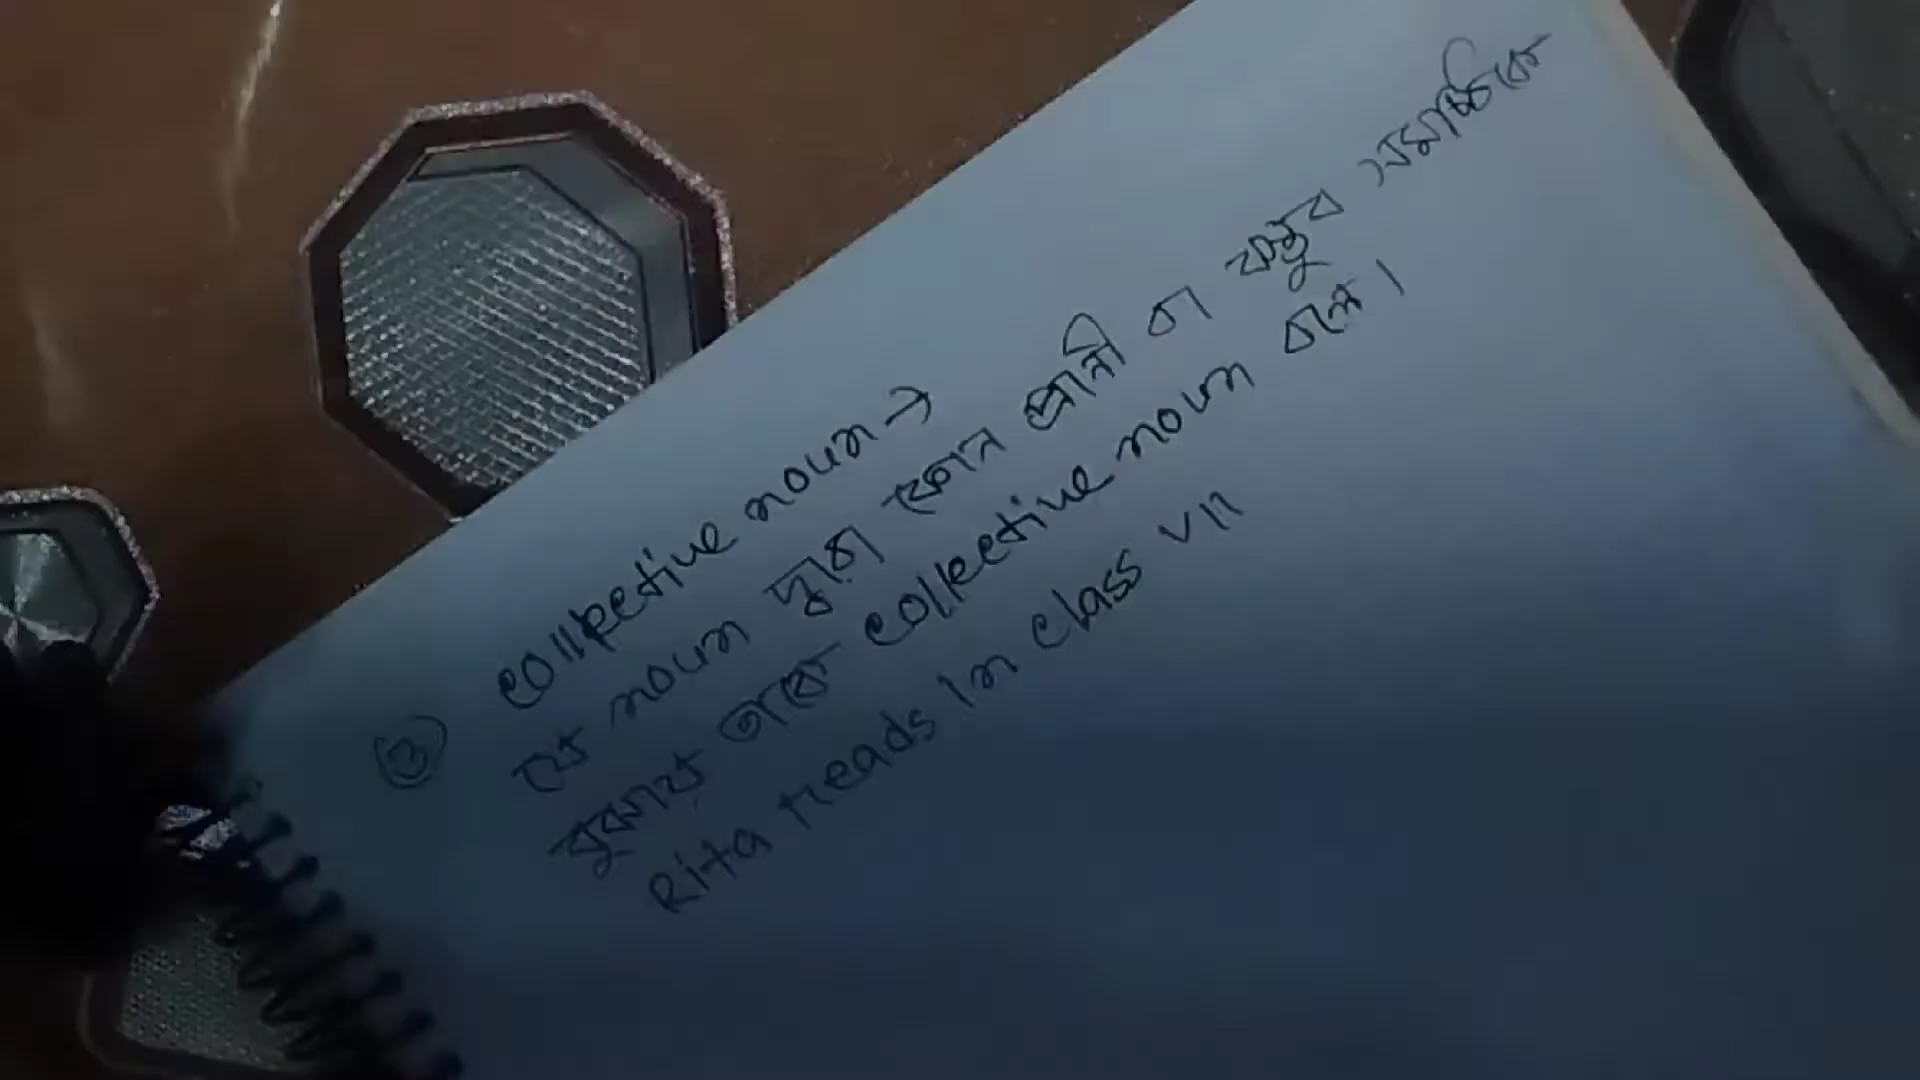 ③ collective noun →
যে noun দ্বারা কোন প্রানী বা বস্তুর সমষ্টিকে
বুঝায় তাকে collective noun বলে।
Rita reads in class VII